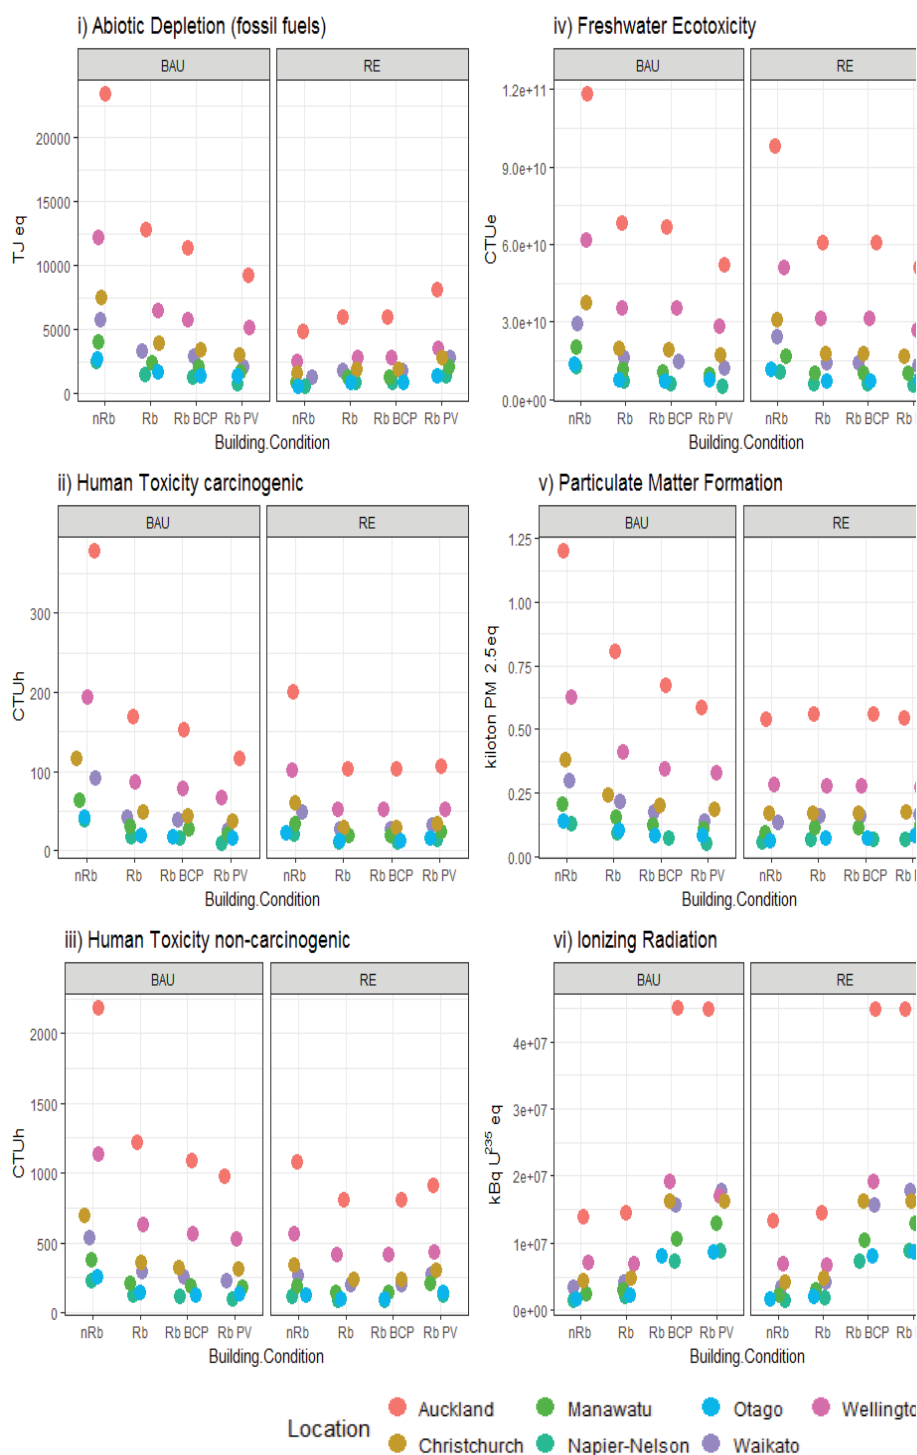 i) Abiotic Depletion (fossil fuels)
BAU RE
TJ eq
20000
15000
10000
5000
0
nRb Rb Rb BCP Rb PV nRb Rb Rb BCP Rb PV
Building.Condition
iv) Freshwater Ecotoxicity
BAU RE
CTUe
1.2e+11
9.0e+10
6.0e+10
3.0e+10
0.0e+00
nRb Rb Rb BCP Rb PV nRb Rb Rb BCP Rb
Building.Condition
ii) Human Toxicity carcinogenic
BAU RE
CTUh
300
200
100
0
nRb Rb Rb BCP Rb PV nRb Rb Rb BCP Rb PV
Building.Condition
v) Particulate Matter Formation
BAU RE
kiloton PM 2.5eq
1.25
1.00
0.75
0.50
0.25
0.00
nRb Rb Rb BCP Rb PV nRb Rb Rb BCP Rb
Building.Condition
iii) Human Toxicity non-carcinogenic
BAU RE
CTUh
2000
1500
1000
500
0
nRb Rb Rb BCP Rb PV nRb Rb Rb BCP Rb PV
Building.Condition
vi) Ionizing Radiation
BAU RE
kBq U²³⁵ eq
4e+07
3e+07
2e+07
1e+07
0e+00
nRb Rb Rb BCP Rb PV nRb Rb Rb BCP Rb
Building.Condition
Location
Auckland Manawatu Otago Wellingto
Christchurch Napier-Nelson Waikato